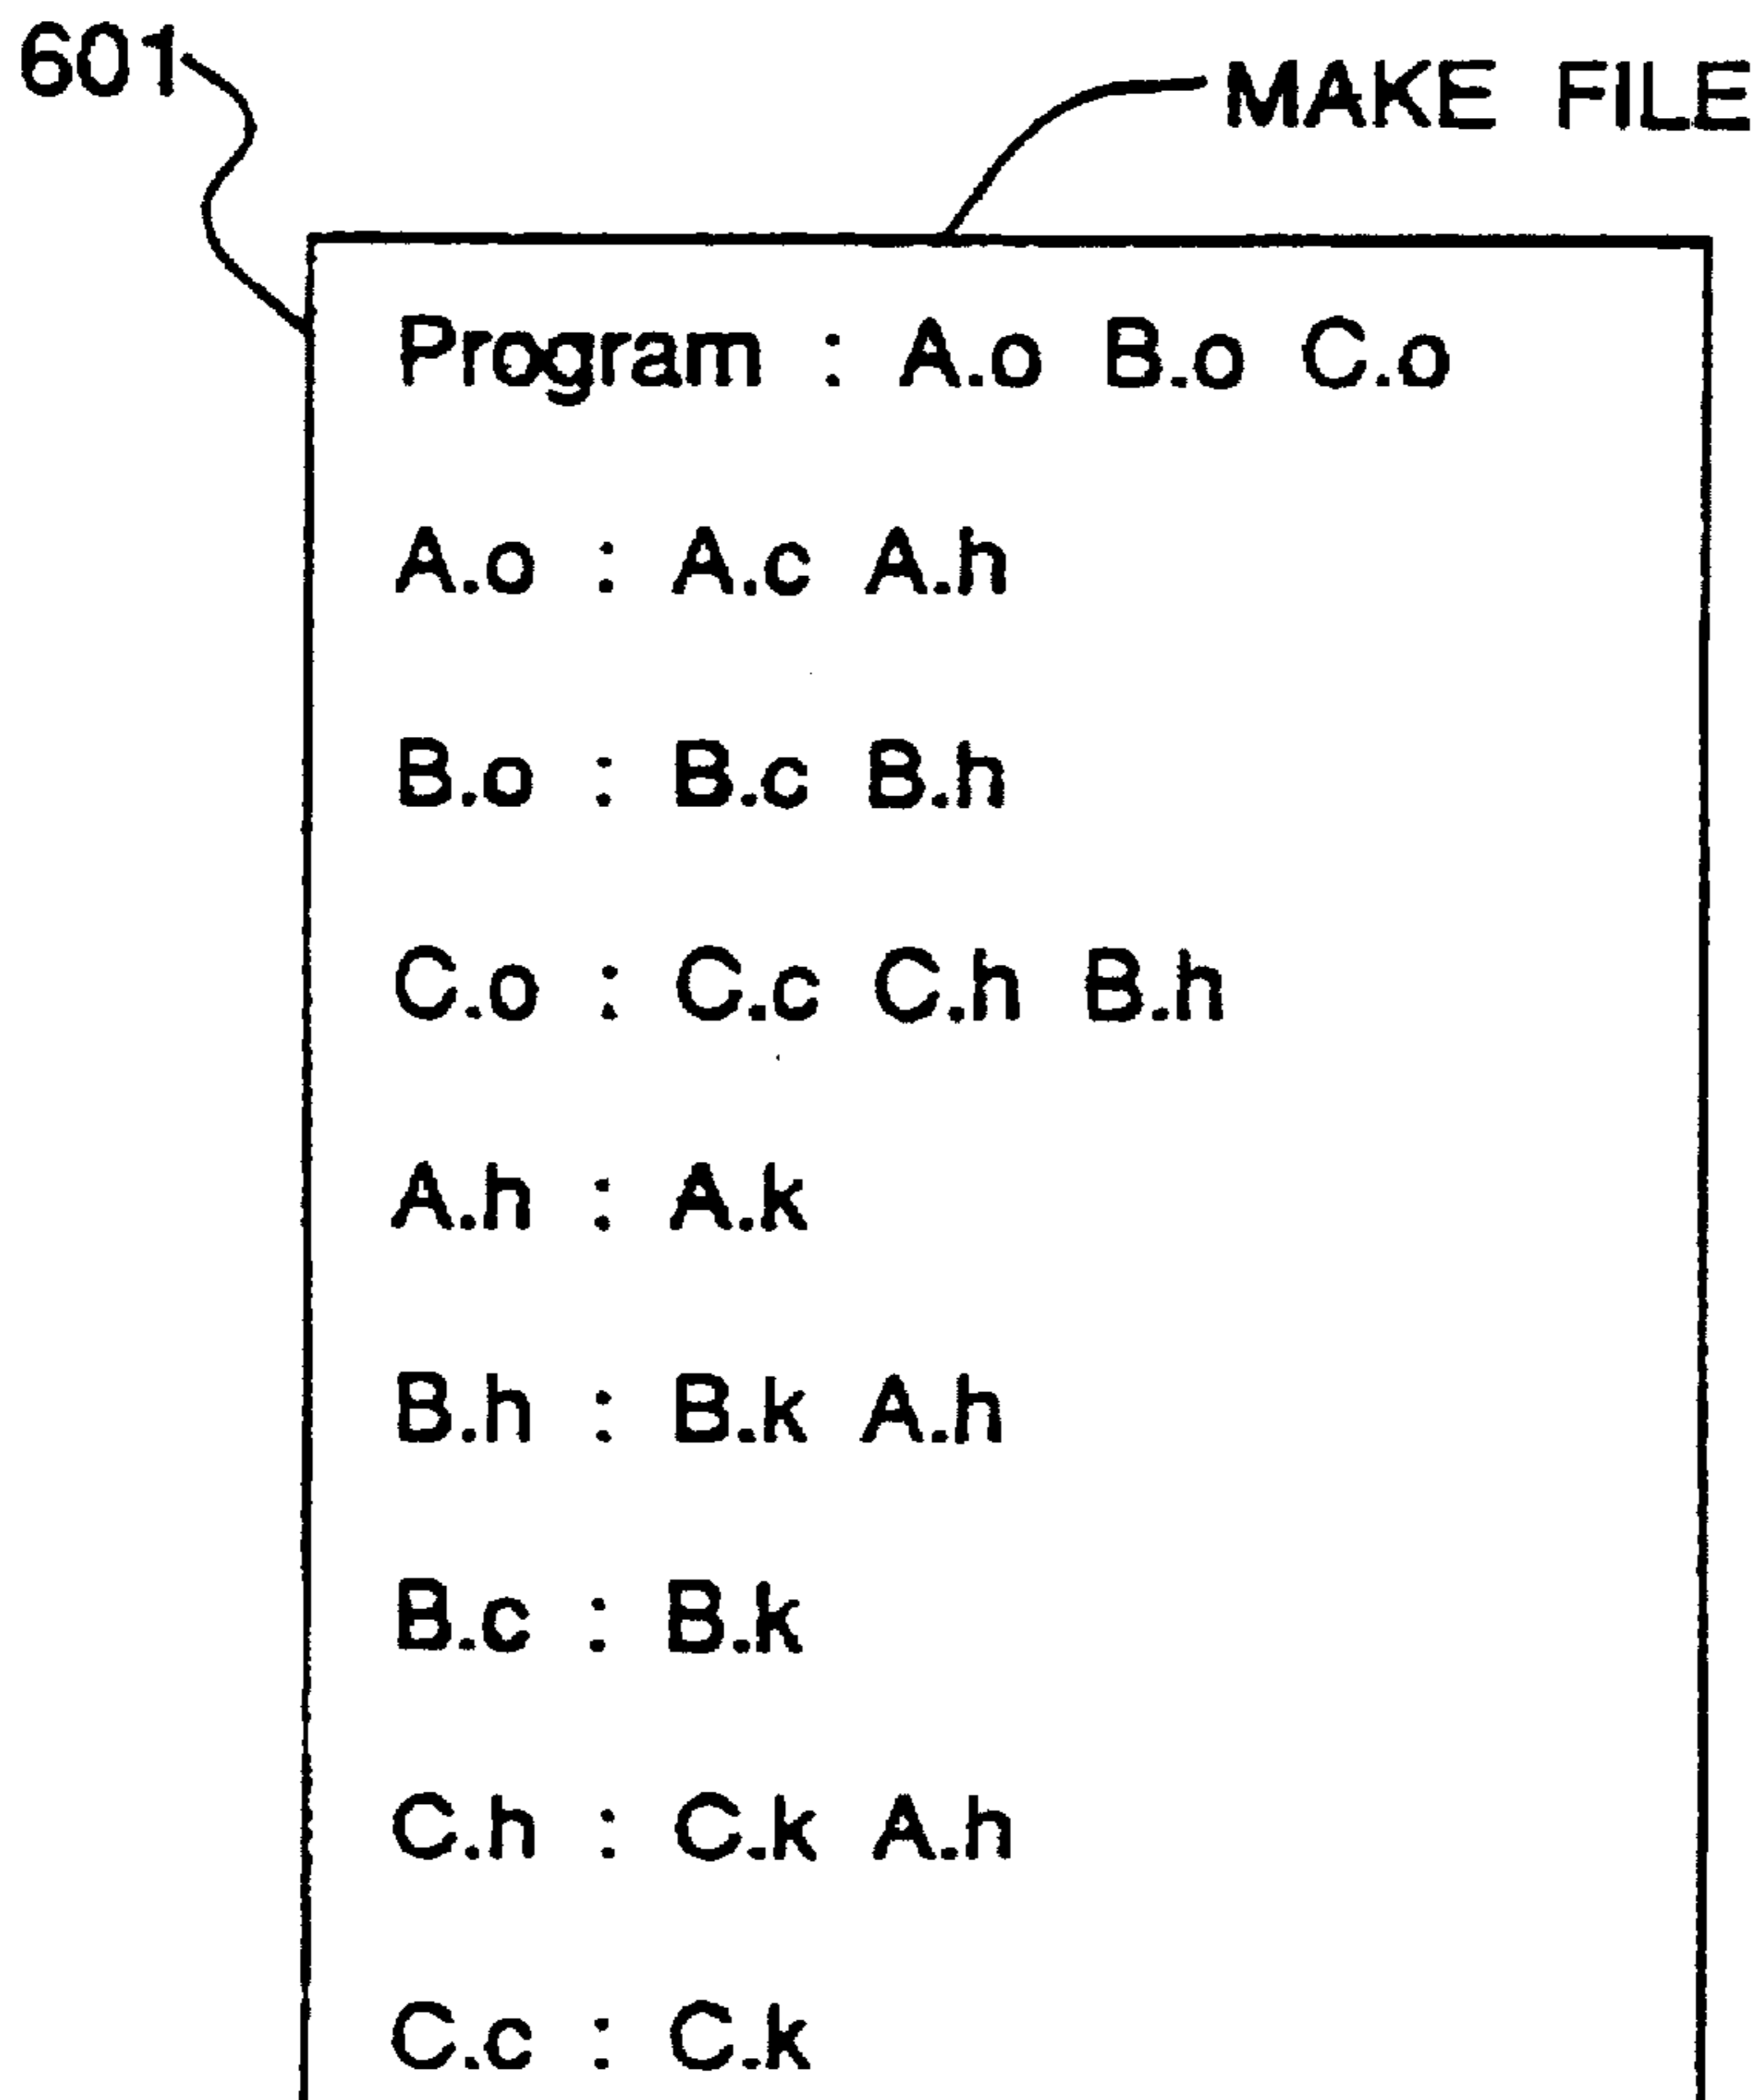 601
MAKE FILE
Program : A.o B.o C.o
A.o : A.c A.h
B.o : B.c B.h
C.o : C.c C.h B.h
A.h : A.k
B.h : B.k A.h
B.c : B.k
C.h : C.k A.h
C.c : C.k